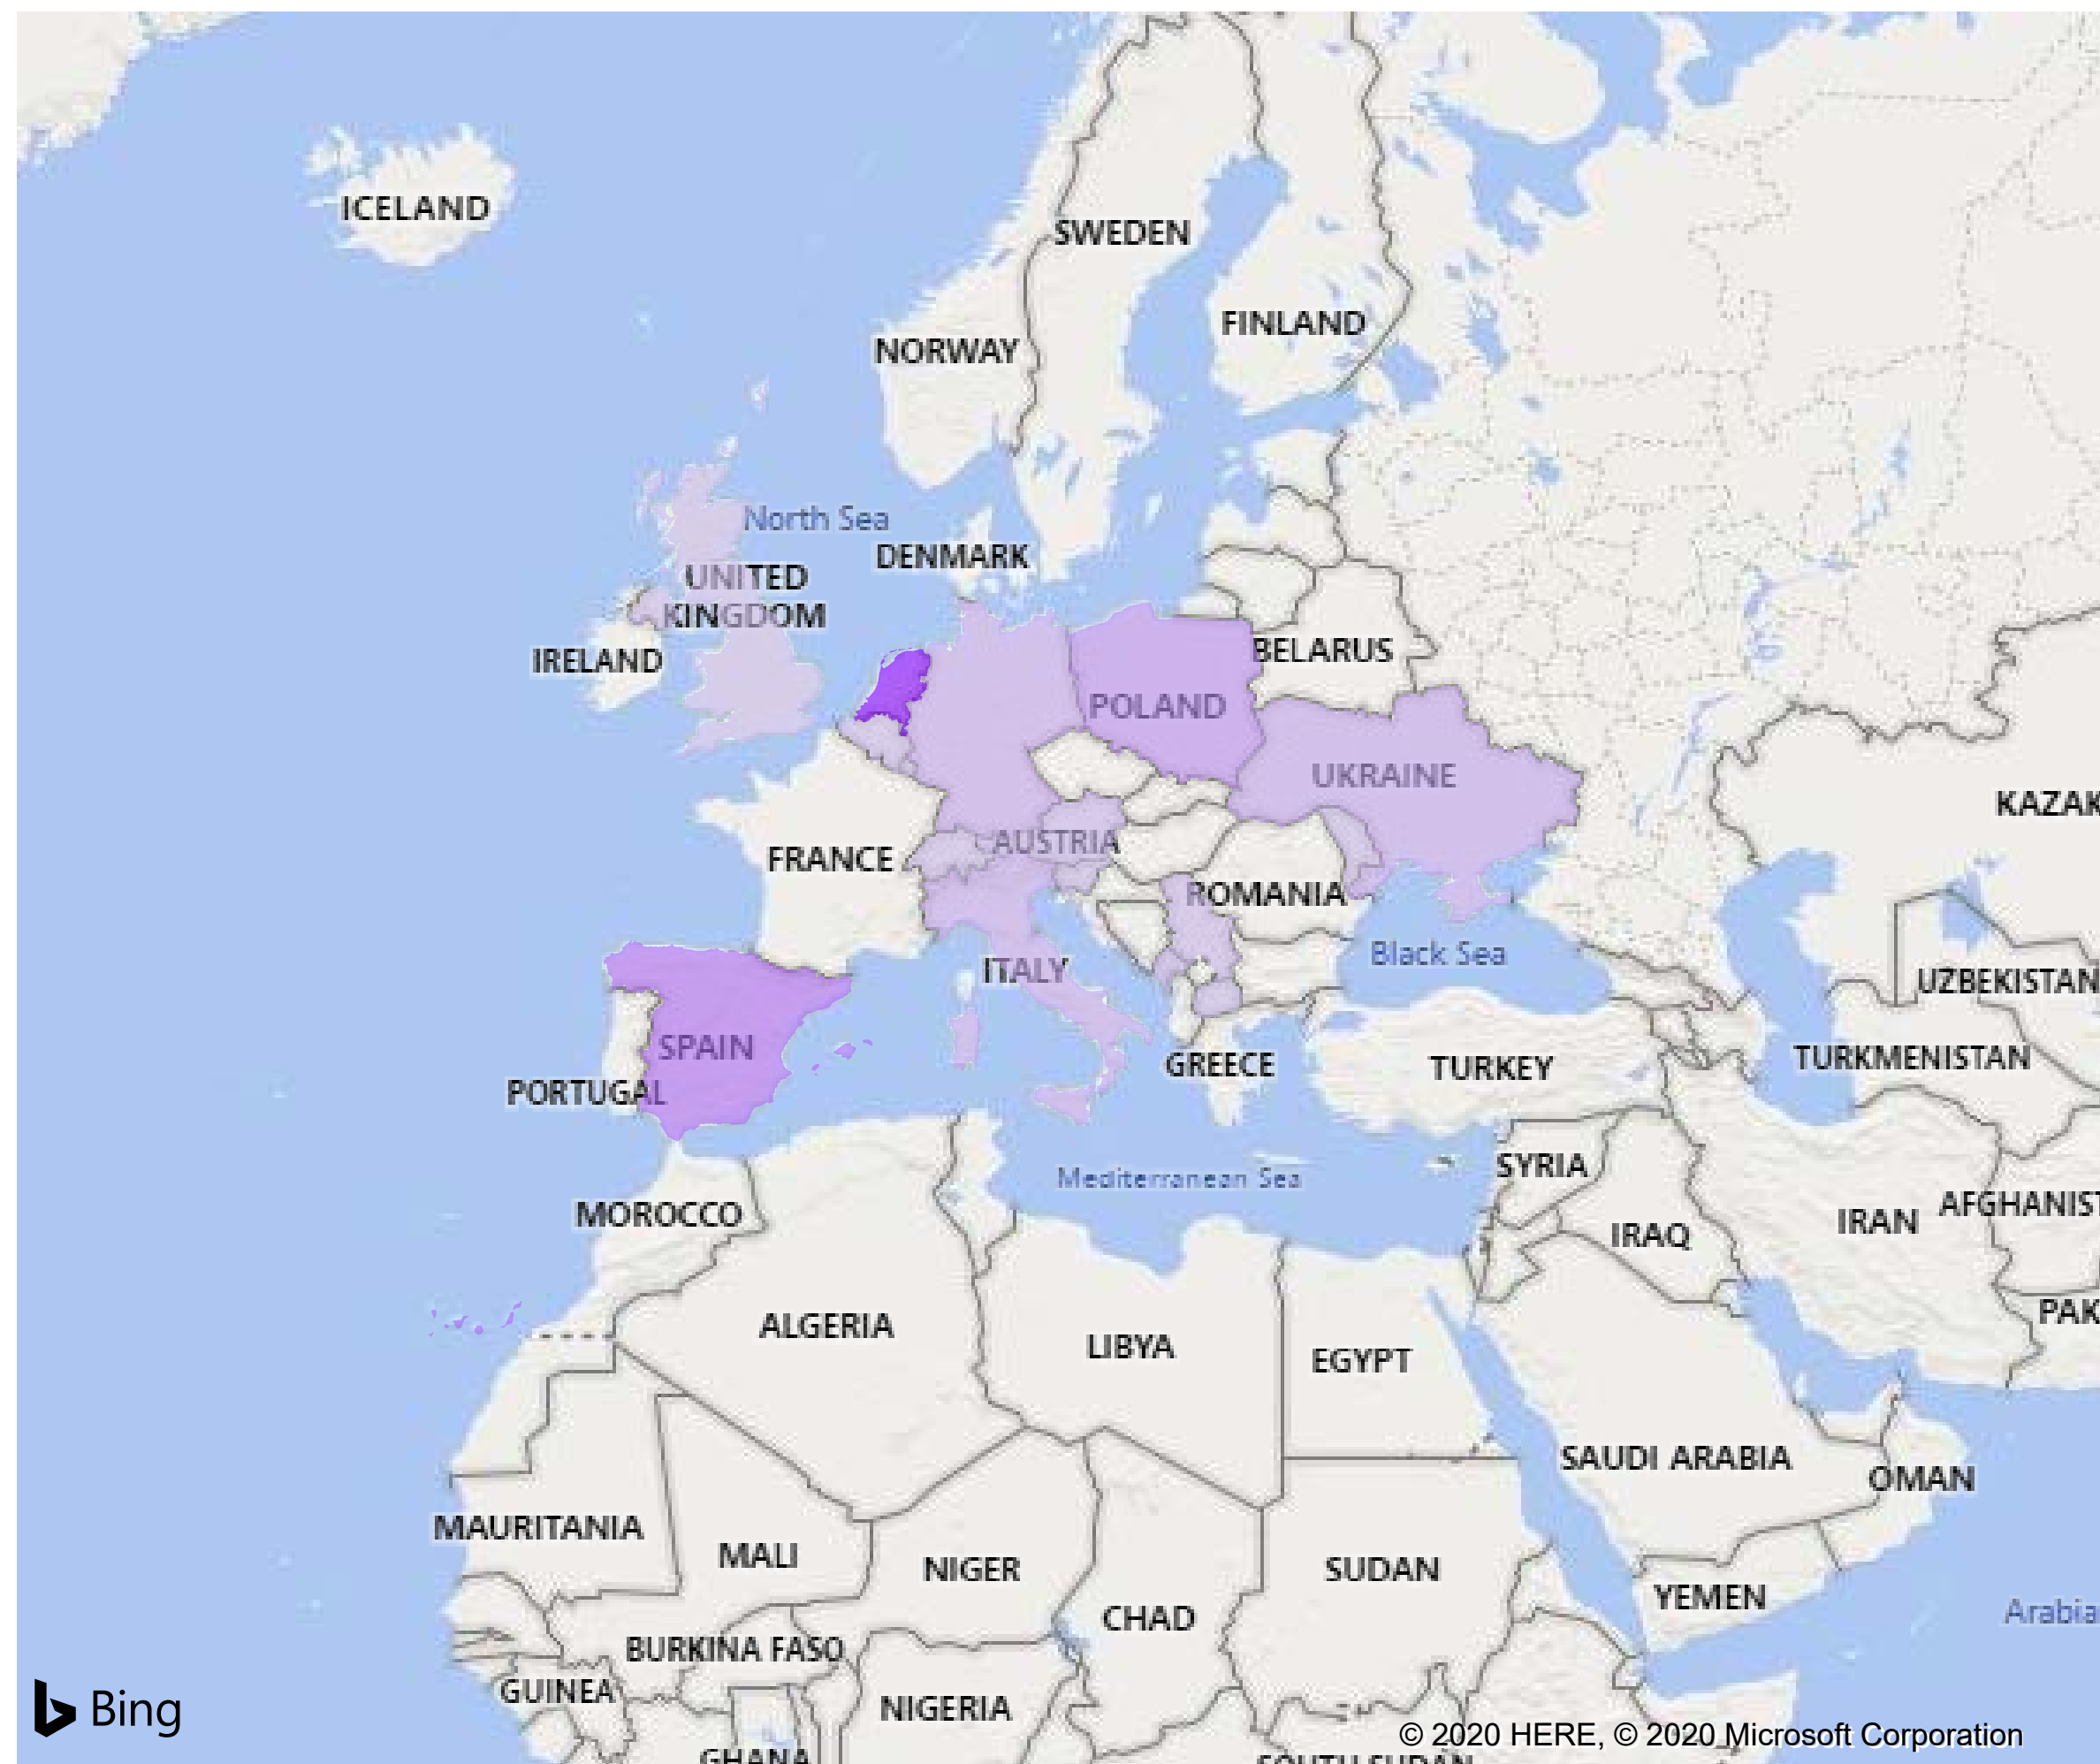 ICELAND
SWEDEN
FINLAND
NORWAY
North Sea
DENMARK
UNITED
KINGDOM
IRELAND
BELARUS
POLAND
UKRAINE
KAZAK
AUSTRIA
FRANCE
ROMANIA
Black Sea
ITALY
UZBEKISTAN
SPAIN
GREECE
TURKEY
TURKMENISTAN
PORTUGAL
Mediterranean Sea
SYRIA
MOROCCO
IRAQ
IRAN
AFGHANIST
PAK
ALGERIA
LIBYA
EGYPT
SAUDI ARABIA
OMAN
MAURITANIA
MALI
NIGER
SUDAN
YEMEN
CHAD
Arabia
BURKINA FASO
GUINEA
NIGERIA
Bing
© 2020 HERE, © 2020 Microsoft Corporation
GHANA
SOUTH SUDAN